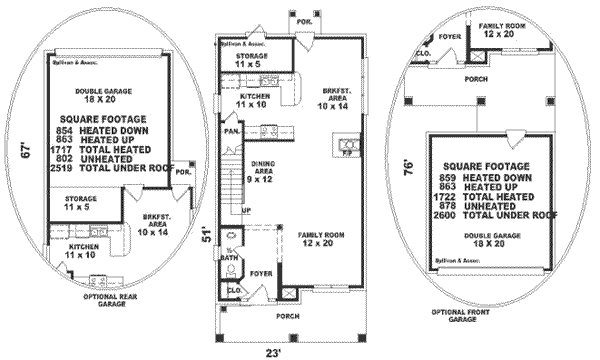 Sullivan & Assoc.
DOUBLE GARAGE
18 X 20
SQUARE FOOTAGE
854 HEATED DOWN
863 HEATED UP
1717 TOTAL HEATED
802 UNHEATED
2519 TOTAL UNDER ROOF
67'
POR.
STORAGE
11 x 5
BRKFST.
AREA
10 x 14
KITCHEN
11 x 10
OPTIONAL REAR
GARAGE
POR.
Sullivan & Assoc.
STORAGE
11 x 5
KITCHEN
11 x 10
BRKFST.
AREA
10 x 14
PAN.
DINING
AREA
9 x 12
F/P
UP
51'
½
BATH
FAMILY ROOM
12 x 20
FOYER
CLO.
PORCH
23'
FAMILY ROOM
12 x 20
FOYER
PORCH
76'
SQUARE FOOTAGE
859 HEATED DOWN
863 HEATED UP
1722 TOTAL HEATED
878 UNHEATED
2600 TOTAL UNDER ROOF
DOUBLE GARAGE
18 X 20
Sullivan & Assoc.
OPTIONAL FRONT
GARAGE